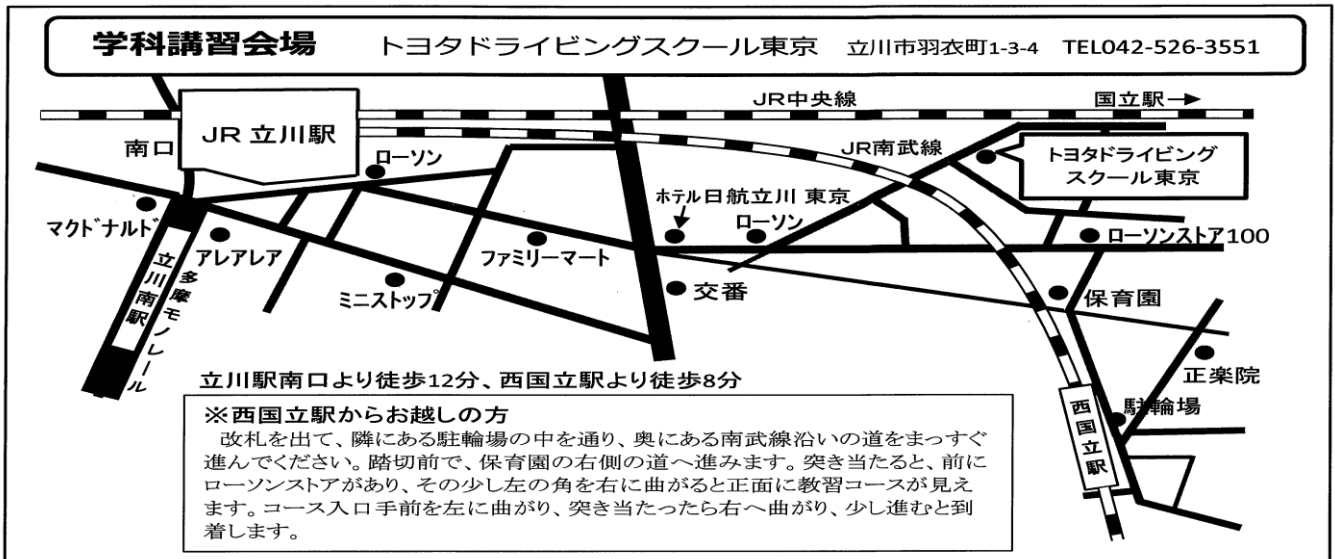 学科講習会場 トヨタドライビングスクール東京 立川市羽衣町1-3-4 TEL042-526-3551
JR中央線
国立駅→
JR 立川駅
南口
ローソン
JR南武線
トヨタドライビング
スクール東京
ホテル日航立川 東京
ローソン
マクドナルド
アレアレア
ファミリーマート
ローソンストア100
立川南駅
多摩モノレール
ミニストップ
交番
保育園
正楽院
西国立駅
駐輪場
立川駅南口より徒歩12分、西国立駅より徒歩8分
※西国立駅からお越しの方
改札を出て、隣にある駐輪場の中を通り、奥にある南武線沿いの道をまっすぐ
進んでください。踏切前で、保育園の右側の道へ進みます。突き当たると、前に
ローソンストアがあり、その少し左の角を右に曲がると正面に教習コースが見え
ます。コース入口手前を左に曲がり、突き当たったら右へ曲がり、少し進むと到
着します。